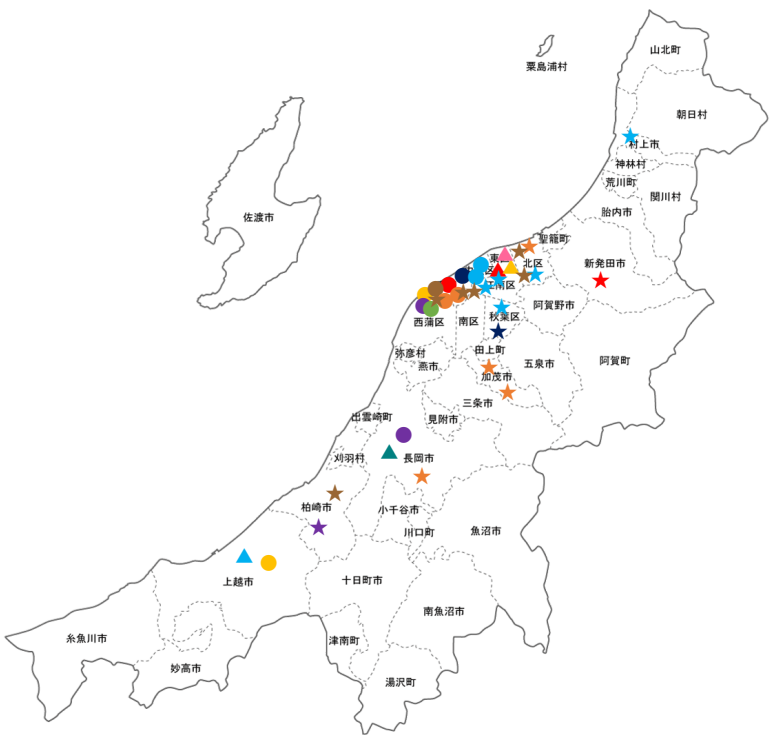 山北町
粟島浦村
朝日村
村上市
神林村
荒川町
関川村
胎内市
佐渡市
聖籠町
北区
新発田市
江南区
阿賀野市
秋葉区
西蒲区
南区
田上町
弥彦村
燕市
五泉市
阿賀町
加茂市
三条市
出雲崎町
見附市
刈羽村
長岡市
柏崎市
小千谷市
川口町
魚沼市
上越市
十日町市
南魚沼市
糸魚川市
津南町
妙高市
湯沢町